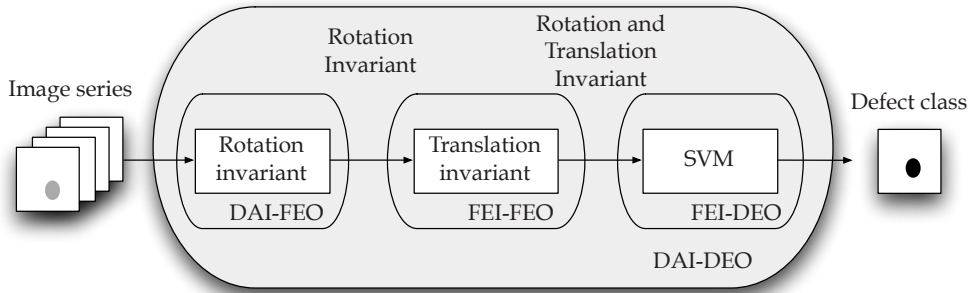 Image series
Rotation
Invariant
Rotation and
Translation
Invariant
Defect class
Rotation
invariant
DAI-FEO
Translation
invariant
FEI-FEO
SVM
FEI-DEO
DAI-DEO